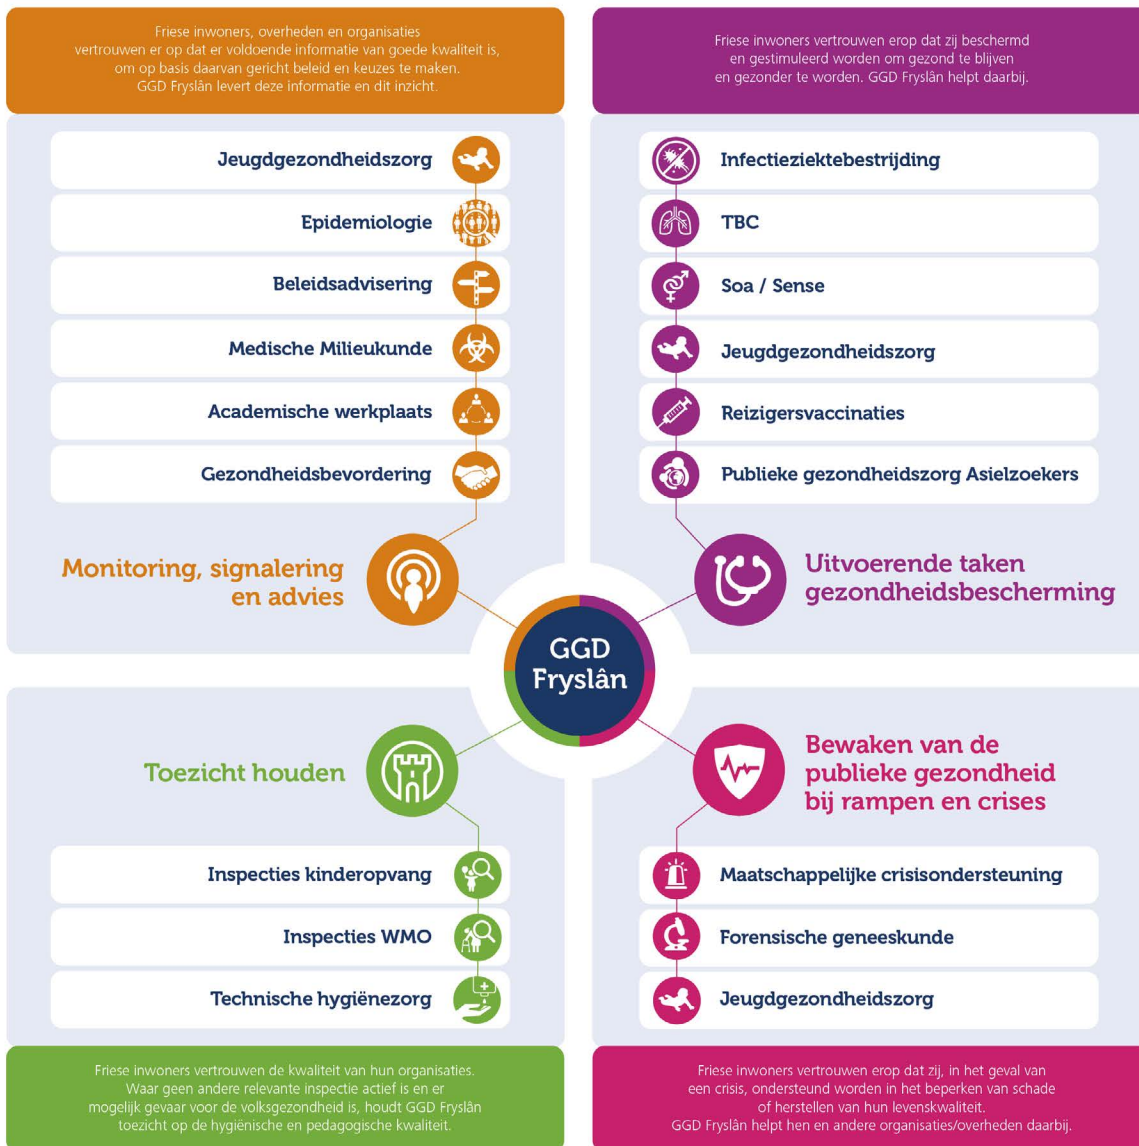 Friese inwoners, overheden en organisaties
vertrouwen er op dat er voldoende informatie van goede kwaliteit is,
om op basis daarvan gericht beleid en keuzes te maken.
GGD Fryslân levert deze informatie en dit inzicht.
Jeugdgezondheidszorg
Epidemiologie
Beleidsadvisering
Medische Milieukunde
Academische werkplaats
Gezondheidsbevordering
Monitoring, signalering
en advies
Friese inwoners vertrouwen erop dat zij beschermd
en gestimuleerd worden om gezond te blijven
en gezonder te worden. GGD Fryslân helpt daarbij.
Infectieziektebestrijding
TBC
Soa / Sense
Jeugdgezondheidszorg
Reizigersvaccinaties
Publieke gezondheidszorg Asielzoekers
Uitvoerende taken
gezondheidsbescherming
GGD
Fryslân
Toezicht houden
Inspecties kinderopvang
Inspecties WMO
Technische hygiënezorg
Friese inwoners vertrouwen de kwaliteit van hun organisaties.
Waar geen andere relevante inspectie actief is en er
mogelijk gevaar voor de volksgezondheid is, houdt GGD Fryslân
toezicht op de hygiënische en pedagogische kwaliteit.
Bewaken van de
publieke gezondheid
bij rampen en crises
Maatschappelijke crisisondersteuning
Forensische geneeskunde
Jeugdgezondheidszorg
Friese inwoners vertrouwen erop dat zij, in het geval van
een crisis, ondersteund worden in het beperken van schade
of herstellen van hun levenskwaliteit.
GGD Fryslân helpt hen en andere organisaties/overheden daarbij.